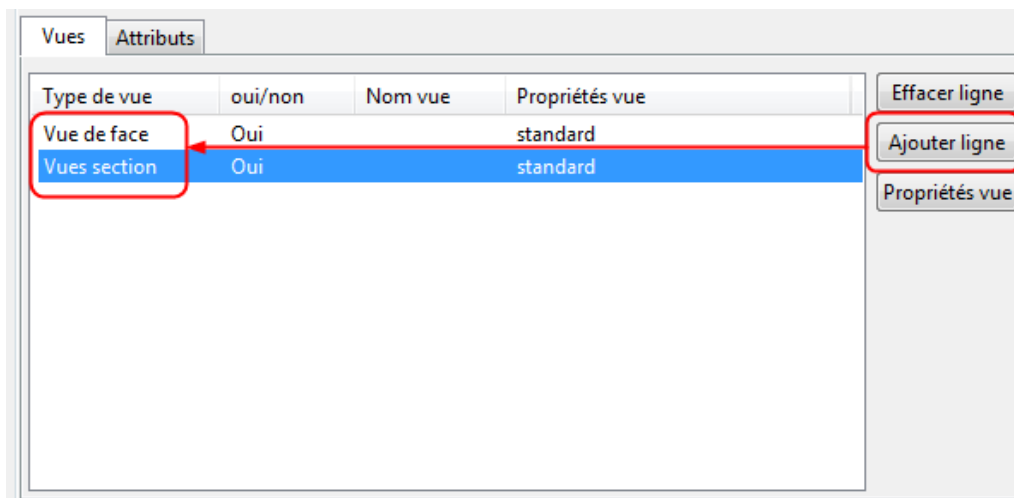 Vues Attributs
Type de vue oui/non Nom vue Propriétés vue
Vue de face Oui standard
Vues section Oui standard
Effacer ligne
Ajouter ligne
Propriétés vue